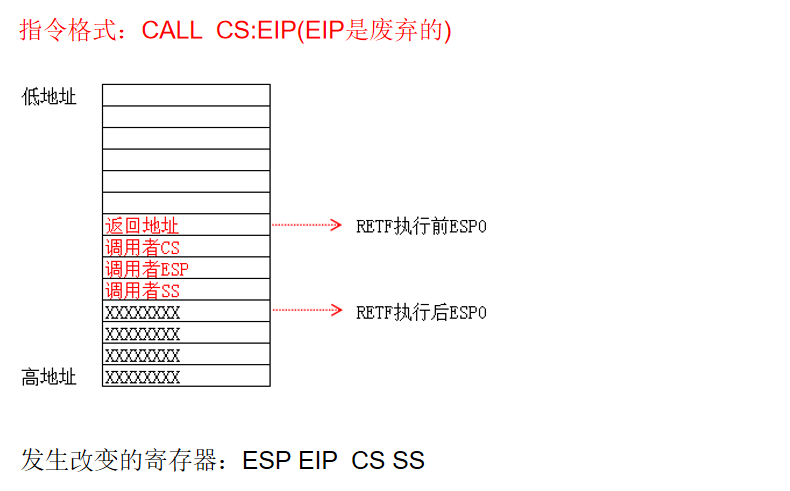 指令格式：CALL  CS:EIP(EIP是废弃的)
低地址
返回地址
RETF执行前ESP0
调用者CS
调用者ESP
调用者SS
XXXXXXXX
RETF执行后ESP0
XXXXXXXX
XXXXXXXX
XXXXXXXX
高地址
发生改变的寄存器：ESP EIP  CS SS